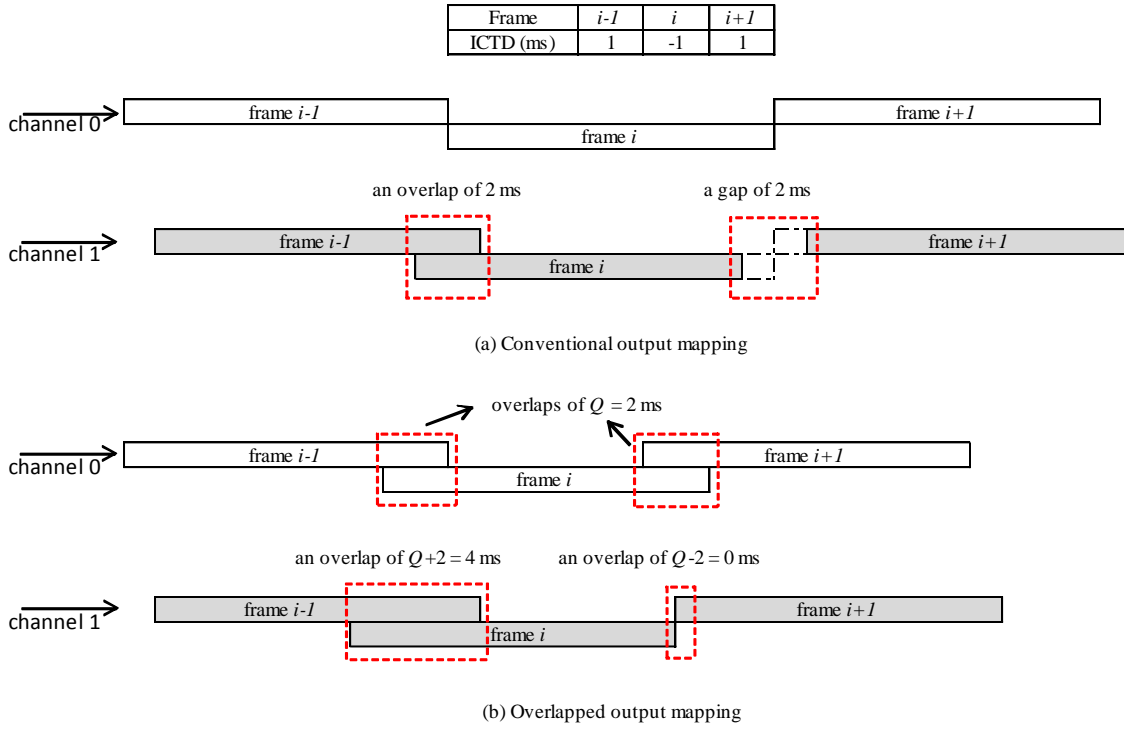 Frame i-1 i i+1
ICTD (ms) 1 -1 1
channel 0
frame i-1
frame i
frame i+1
an overlap of 2 ms
a gap of 2 ms
channel 1
frame i-1
frame i
frame i+1
(a) Conventional output mapping
overlaps of Q = 2 ms
channel 0
frame i-1
frame i
frame i+1
an overlap of Q+2 = 4 ms
an overlap of Q-2 = 0 ms
channel 1
frame i-1
frame i
frame i+1
(b) Overlapped output mapping